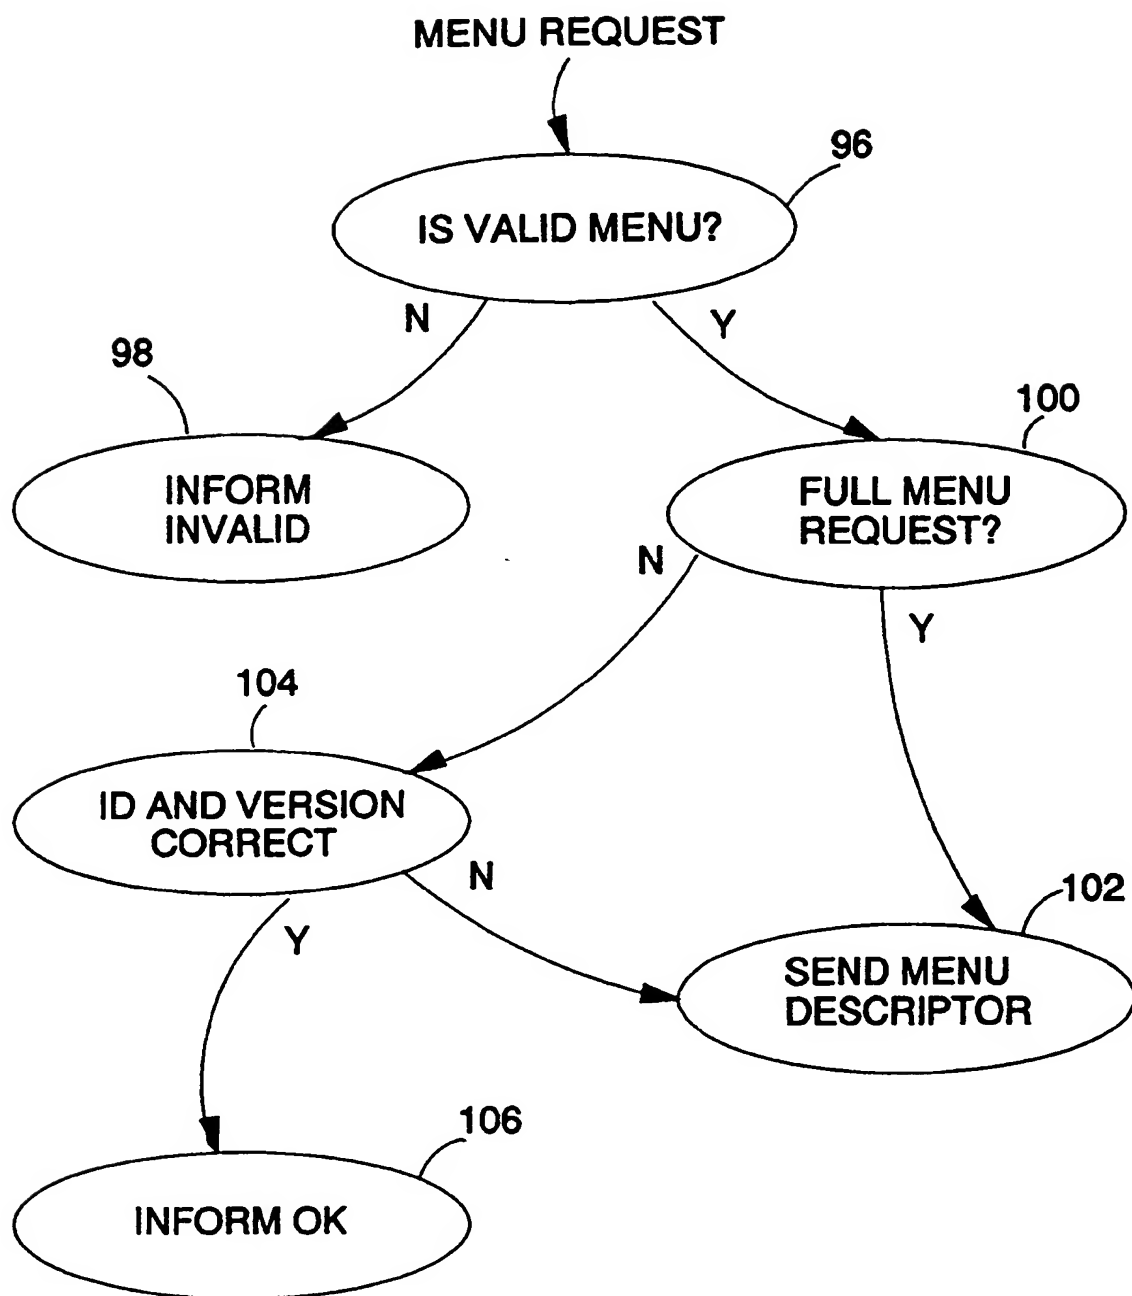 MENU REQUEST
96
IS VALID MENU?
N
Y
98
100
INFORM
INVALID
FULL MENU
REQUEST?
N
Y
104
ID AND VERSION
CORRECT
N
Y
102
SEND MENU
DESCRIPTOR
106
INFORM OK